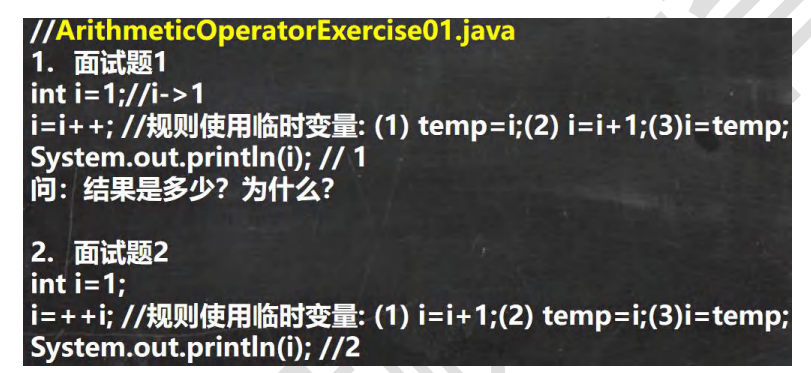 //ArithmeticOperatorExercise01.java
1. 面试题1
int i=1;//i->1
i=i++; //规则使用临时变量: (1) temp=i;(2) i=i+1;(3)i=temp;
System.out.println(i); // 1
问：结果是多少？为什么？
2. 面试题2
int i=1;
i=++i; //规则使用临时变量: (1) i=i+1;(2) temp=i;(3)i=temp;
System.out.println(i); //2